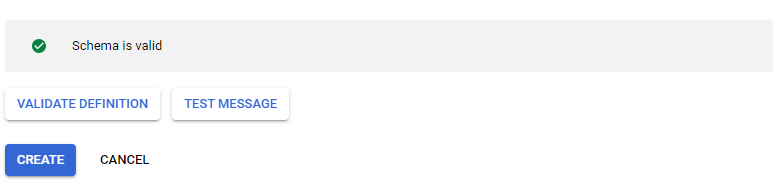 Schema is valid
VALIDATE DEFINITION TEST MESSAGE
CREATE CANCEL